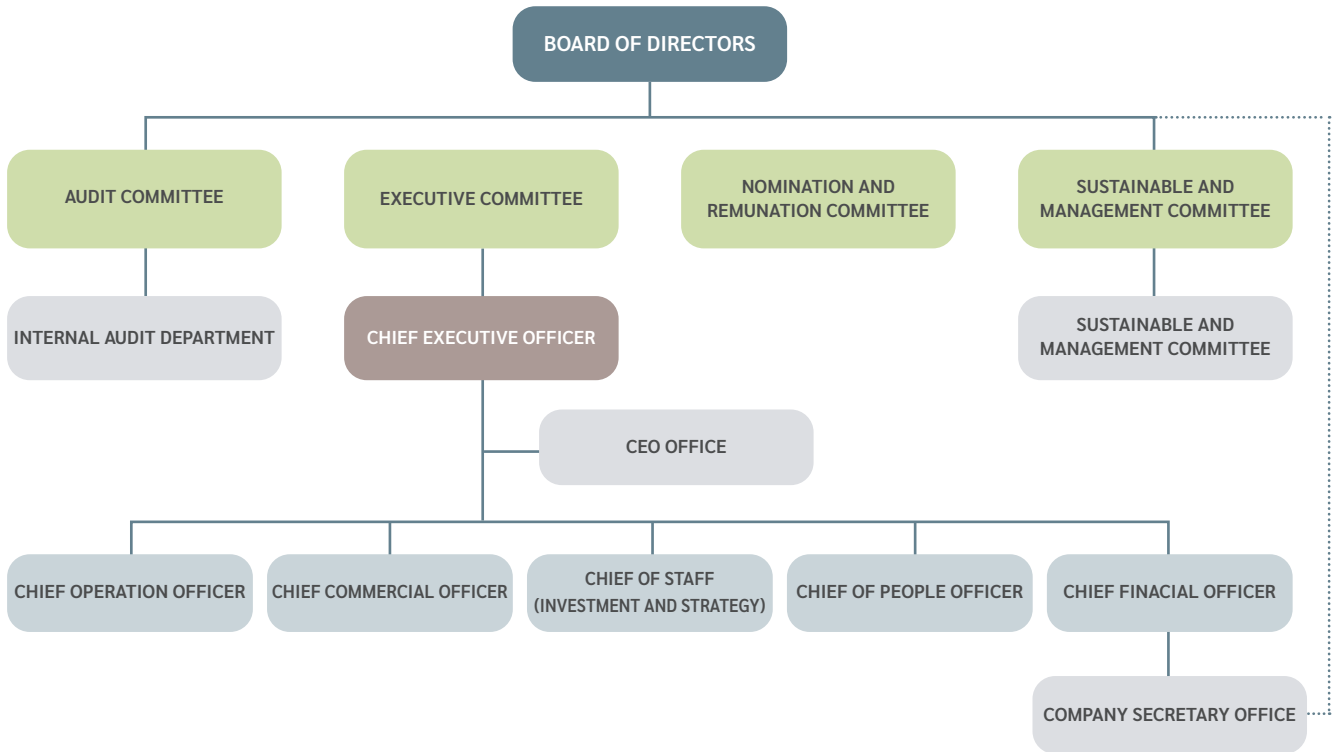 BOARD OF DIRECTORS
AUDIT COMMITTEE
EXECUTIVE COMMITTEE
NOMINATION AND
REMUNATION COMMITTEE
SUSTAINABLE AND
MANAGEMENT COMMITTEE
INTERNAL AUDIT DEPARTMENT
CHIEF EXECUTIVE OFFICER
SUSTAINABLE AND
MANAGEMENT COMMITTEE
CEO OFFICE
CHIEF OPERATION OFFICER
CHIEF COMMERCIAL OFFICER
CHIEF OF STAFF
(INVESTMENT AND STRATEGY)
CHIEF OF PEOPLE OFFICER
CHIEF FINACIAL OFFICER
COMPANY SECRETARY OFFICE